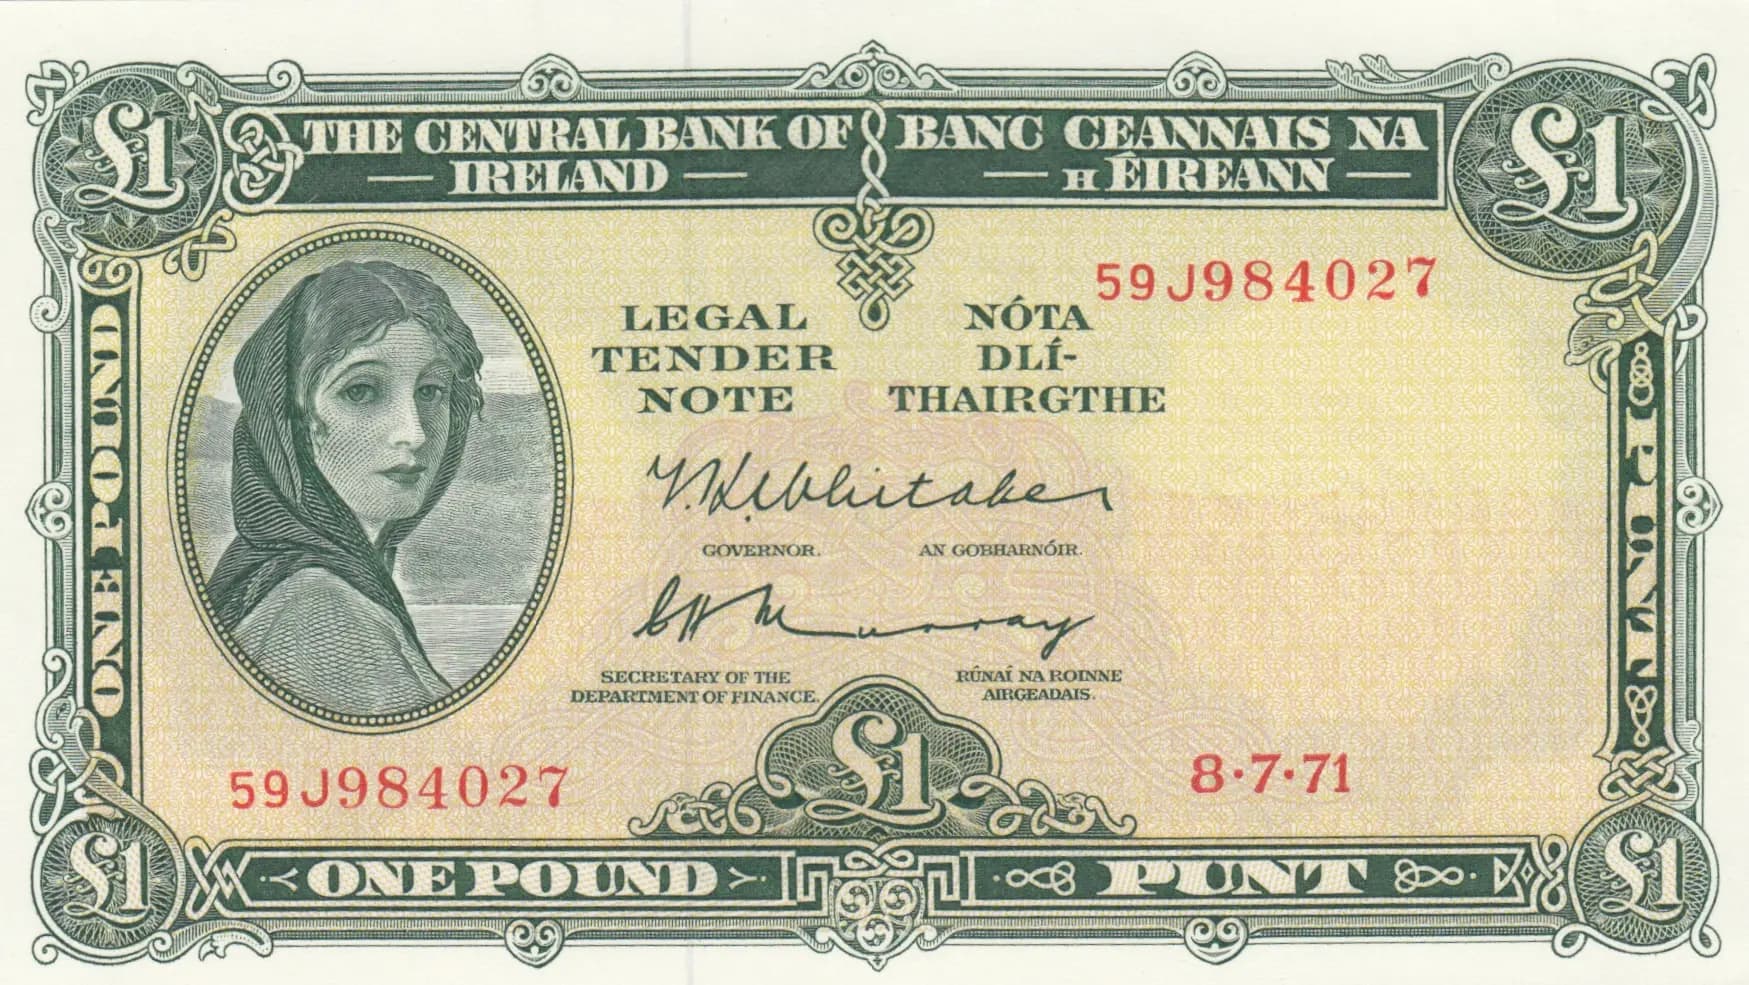 £1
THE CENTRAL BANK OF
IRELAND
BANC CEANNAIS NA
H ÉIREANN
£1
59J984027
LEGAL
TENDER
NOTE
NÓTA
DLÍ-
THAIRGTHE
ONE POUND
PUNT
T.K.Whitaker
GOVERNOR.
AN GOBHARNÓIR.
C H Murray
SECRETARY OF THE
DEPARTMENT OF FINANCE.
RÚNAÍ NA ROINNE
AIRGEADAIS.
59J984027
£1
8·7·71
£1
ONE POUND
PUNT
£1